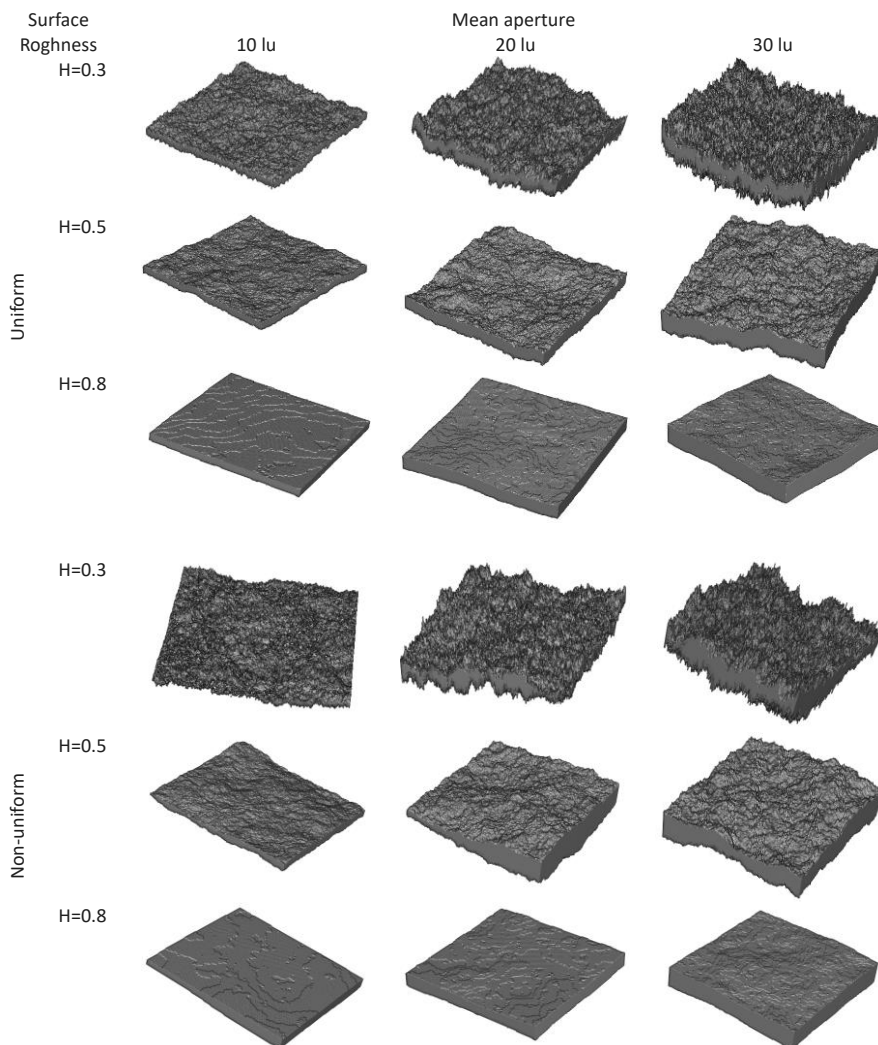 Surface Mean aperture
Roghness 10 lu 20 lu 30 lu
H=0.3
H=0.5
Uniform
H=0.8
H=0.3
H=0.5
Non-uniform
H=0.8